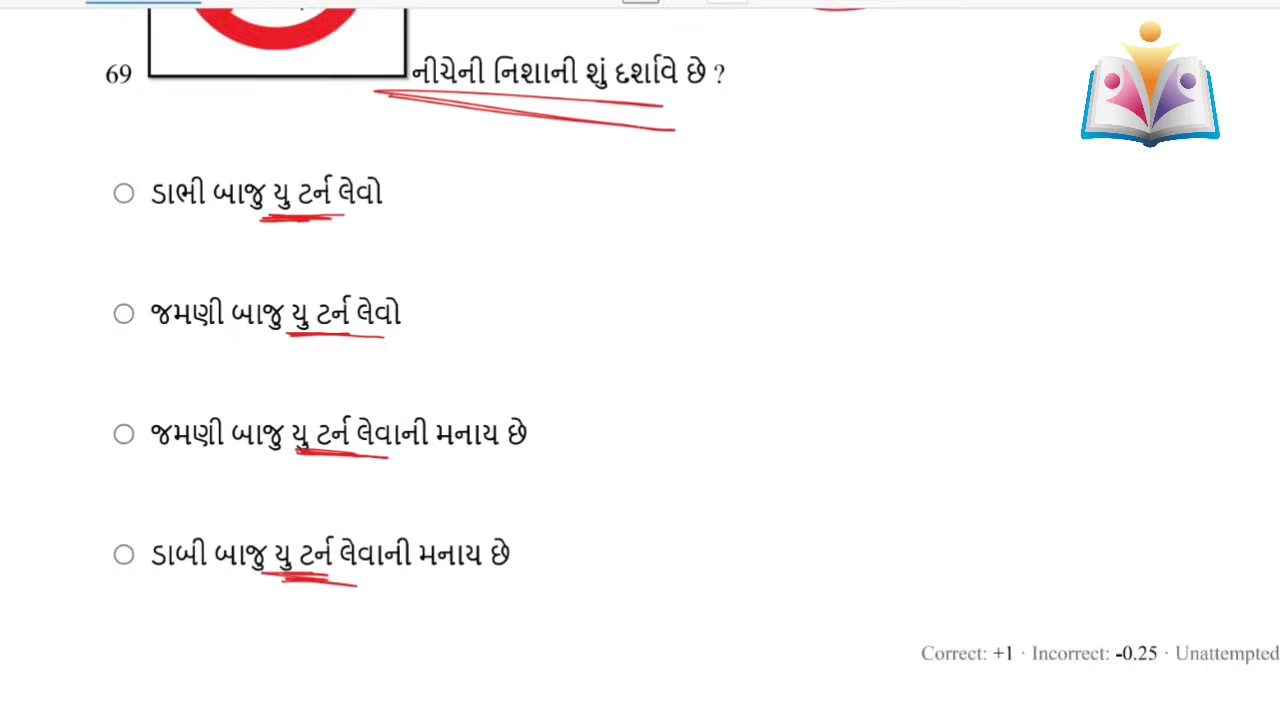 69 નીચેની નિશાની શું દર્શાવે છે ?
ડાભી બાજુ યુ ટર્ન લેવો
જમણી બાજુ યુ ટર્ન લેવો
જમણી બાજુ યુ ટર્ન લેવાની મનાય છે
ડાબી બાજુ યુ ટર્ન લેવાની મનાય છે
Correct: +1 · Incorrect: -0.25 · Unattempted